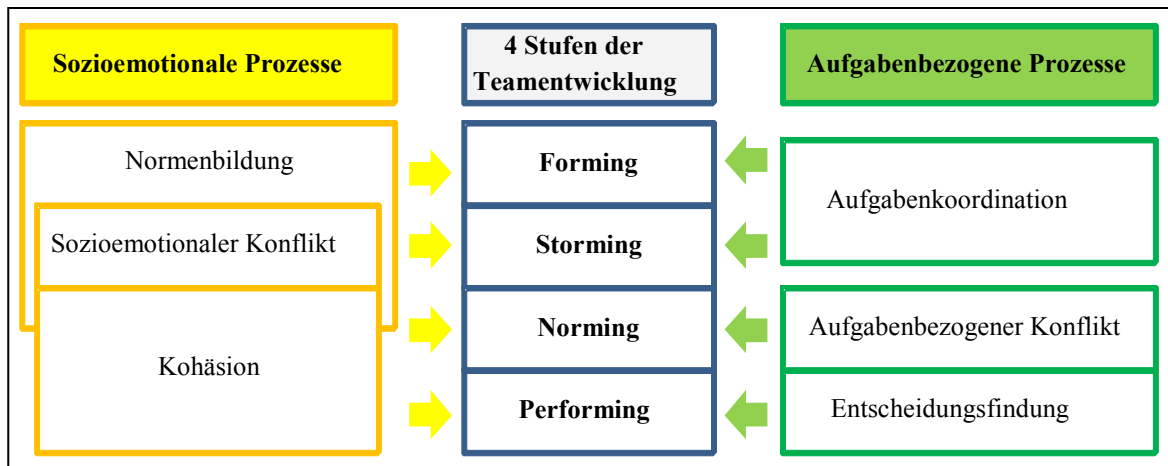 Sozioemotionale Prozesse
4 Stufen der
Teamentwicklung
Aufgabenbezogene Prozesse
Normenbildung
Forming
Aufgabenkoordination
Sozioemotionaler Konflikt
Storming
Norming
Aufgabenbezogener Konflikt
Kohäsion
Performing
Entscheidungsfindung